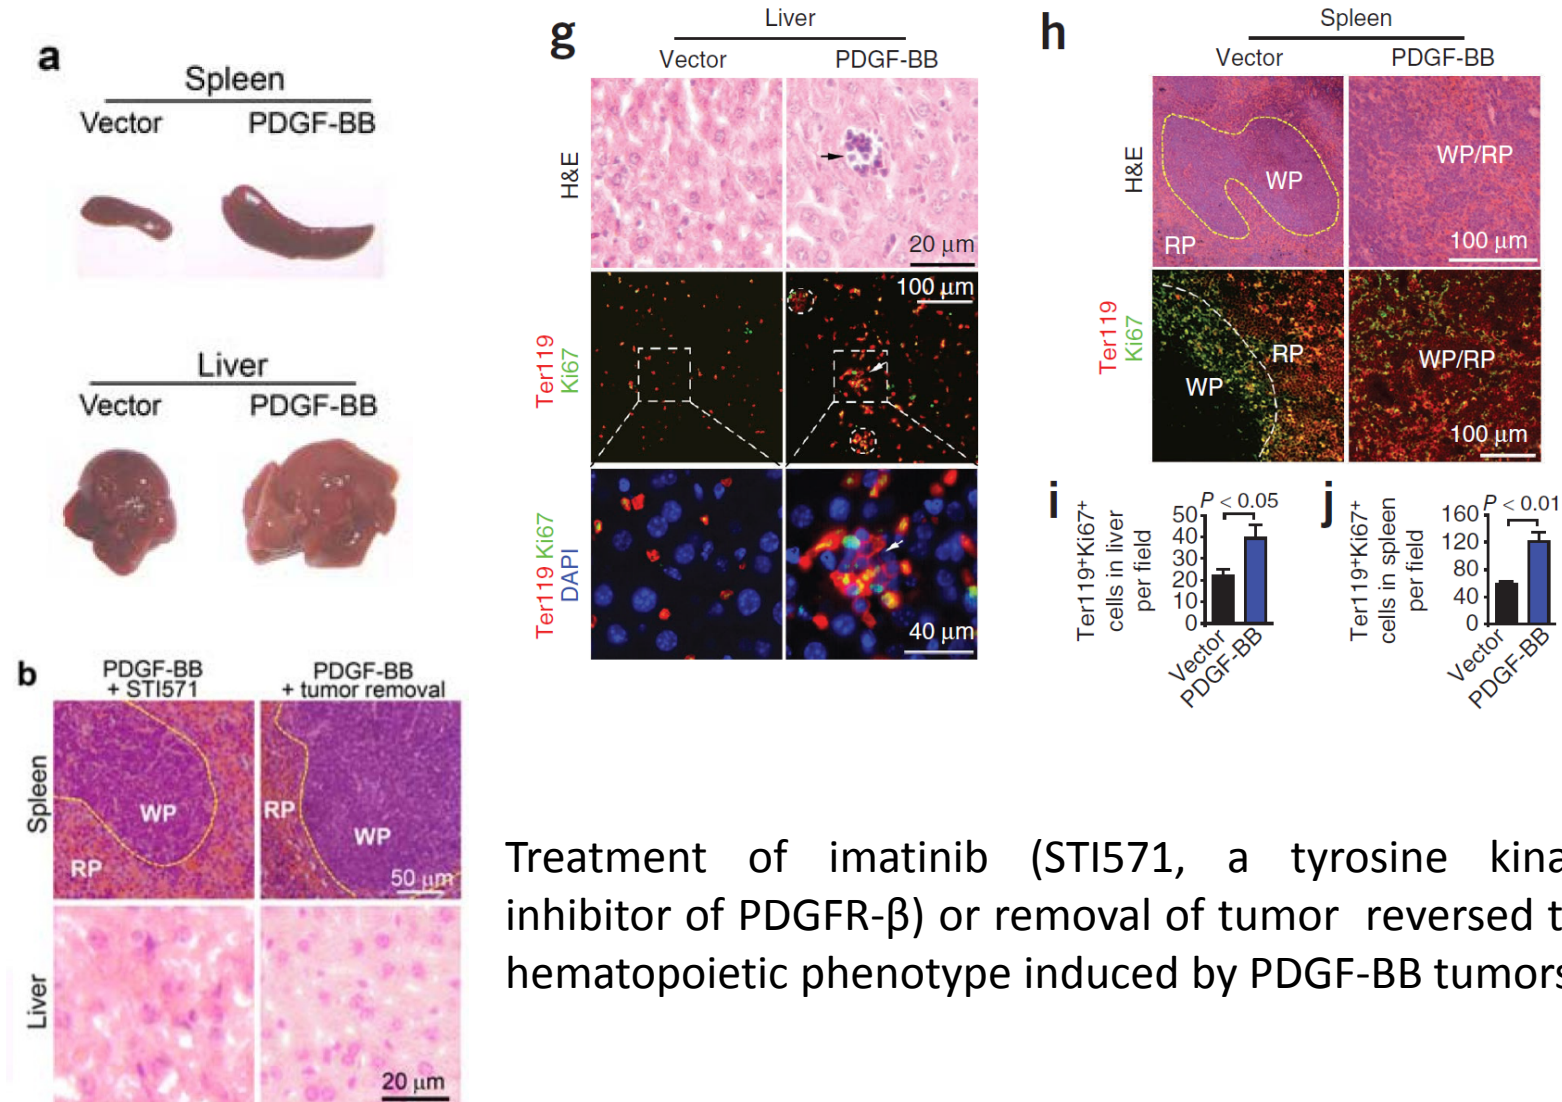 a
Spleen
Vector PDGF-BB
Liver
Vector PDGF-BB
b
PDGF-BB
+ STI571
PDGF-BB
+ tumor removal
Spleen
WP
RP
RP
WP
50 µm
Liver
20 µm
g
Liver
Vector PDGF-BB
H&E
20 µm
Ter119
Ki67
100 µm
Ter119 Ki67
DAPI
40 µm
h
Spleen
Vector PDGF-BB
H&E
WP
RP
WP/RP
100 µm
Ter119
Ki67
RP
WP
WP/RP
100 µm
i
Ter119+Ki67+
cells in liver
per field
P < 0.05
50
40
30
20
10
0
Vector
PDGF-BB
j
Ter119+Ki67+
cells in spleen
per field
P < 0.01
160
120
80
40
0
Vector
PDGF-BB
Treatment of imatinib (STI571, a tyrosine kina
inhibitor of PDGFR-β) or removal of tumor reversed t
hematopoietic phenotype induced by PDGF-BB tumors